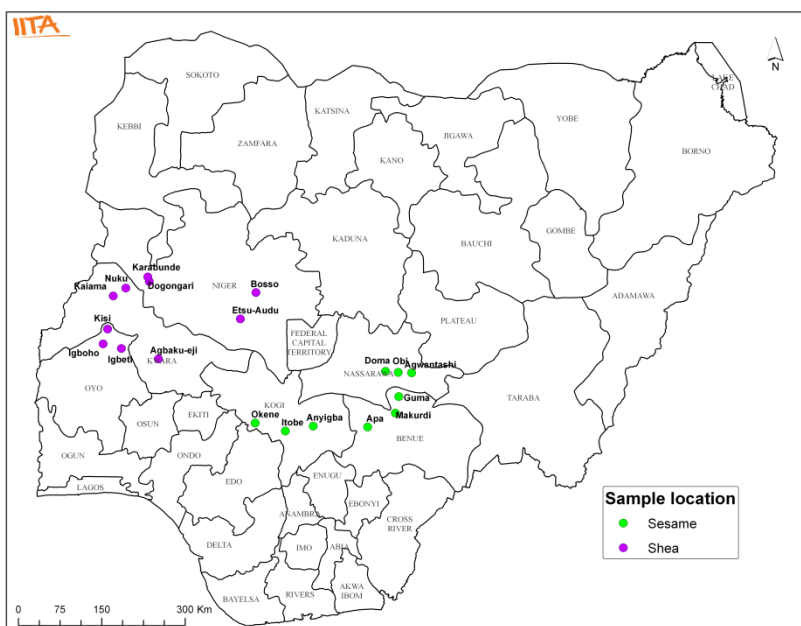 IITA
N
SOKOTO
LAKE
CHAD
KATSINA
KEBBI
JIGAWA
YOBE
ZAMFARA
KANO
BORNO
KADUNA
GOMBE
BAUCHI
Karabunde
Nuku
Dogongari
Kaiama
NIGER
Bosso
ADAMAWA
Etsu-Audu
Kisi
FEDERAL
CAPITAL
TERRITORY
PLATEAU
Igboho
Igbeti
Agbaku-eji
KWARA
Doma Obi
Agwantashi
NASSARAWA
OYO
TARABA
Guma
KOGI
Okene
Itobe
Anyigba
Apa
Makurdi
EKITI
OSUN
BENUE
OGUN
ONDO
ENUGU
LAGOS
EDO
EBONYI
ANAMBRA
CROSS
RIVER
Sample location
Sesame
Shea
DELTA
IMO
ABIA
AKWA
IBOM
BAYELSA
RIVERS
0 75 150 300 Km